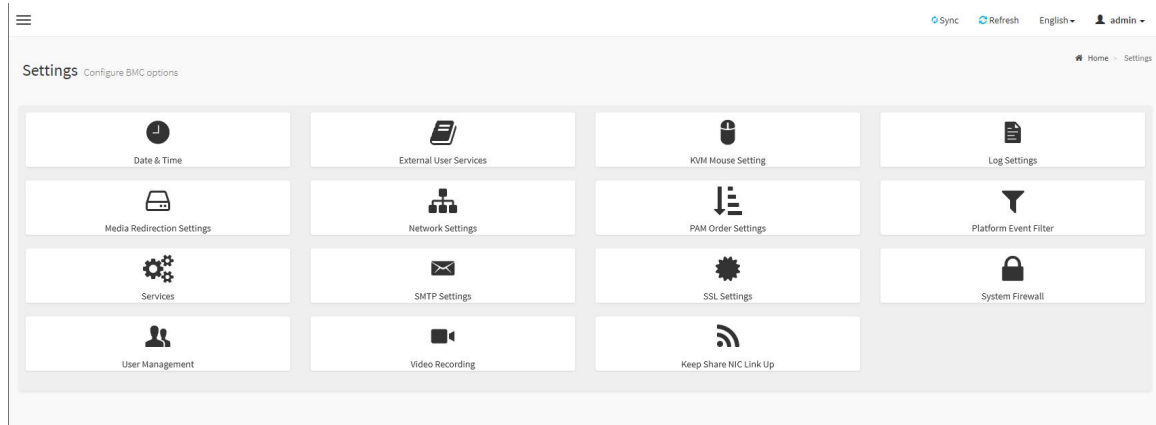 Sync Refresh English admin
Home > Settings
Settings Configure BMC options
Date & Time External User Services KVM Mouse Setting Log Settings
Media Redirection Settings Network Settings PAM Order Settings Platform Event Filter
Services SMTP Settings SSL Settings System Firewall
User Management Video Recording Keep Share NIC Link Up